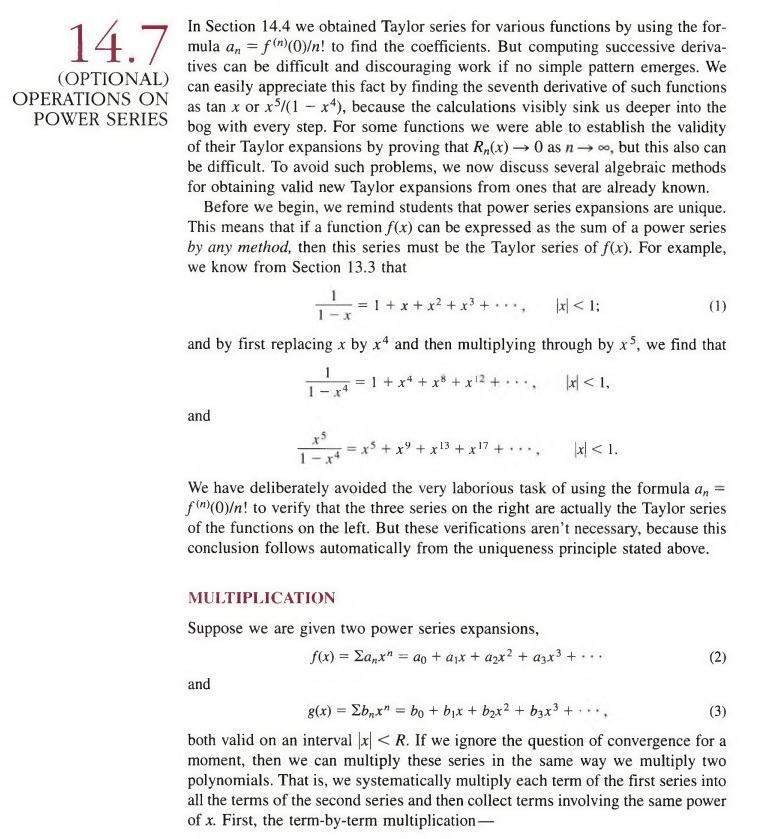 14.7
(OPTIONAL)
OPERATIONS ON
POWER SERIES
In Section 14.4 we obtained Taylor series for various functions by using the for-
mula aₙ = f⁽ⁿ⁾(0)/n! to find the coefficients. But computing successive deriva-
tives can be difficult and discouraging work if no simple pattern emerges. We
can easily appreciate this fact by finding the seventh derivative of such functions
as tan x or x⁵/(1 − x⁴), because the calculations visibly sink us deeper into the
bog with every step. For some functions we were able to establish the validity
of their Taylor expansions by proving that Rₙ(x) → 0 as n → ∞, but this also can
be difficult. To avoid such problems, we now discuss several algebraic methods
for obtaining valid new Taylor expansions from ones that are already known.
Before we begin, we remind students that power series expansions are unique.
This means that if a function f(x) can be expressed as the sum of a power series
by any method, then this series must be the Taylor series of f(x). For example,
we know from Section 13.3 that
1/(1 − x) = 1 + x + x² + x³ + · · · , |x| < 1; (1)
and by first replacing x by x⁴ and then multiplying through by x⁵, we find that
1/(1 − x⁴) = 1 + x⁴ + x⁸ + x¹² + · · · , |x| < 1,
and
x⁵/(1 − x⁴) = x⁵ + x⁹ + x¹³ + x¹⁷ + · · · , |x| < 1.
We have deliberately avoided the very laborious task of using the formula aₙ =
f⁽ⁿ⁾(0)/n! to verify that the three series on the right are actually the Taylor series
of the functions on the left. But these verifications aren't necessary, because this
conclusion follows automatically from the uniqueness principle stated above.
MULTIPLICATION
Suppose we are given two power series expansions,
f(x) = Σaₙxⁿ = a₀ + a₁x + a₂x² + a₃x³ + · · · (2)
and
g(x) = Σbₙxⁿ = b₀ + b₁x + b₂x² + b₃x³ + · · · , (3)
both valid on an interval |x| < R. If we ignore the question of convergence for a
moment, then we can multiply these series in the same way we multiply two
polynomials. That is, we systematically multiply each term of the first series into
all the terms of the second series and then collect terms involving the same power
of x. First, the term-by-term multiplication—